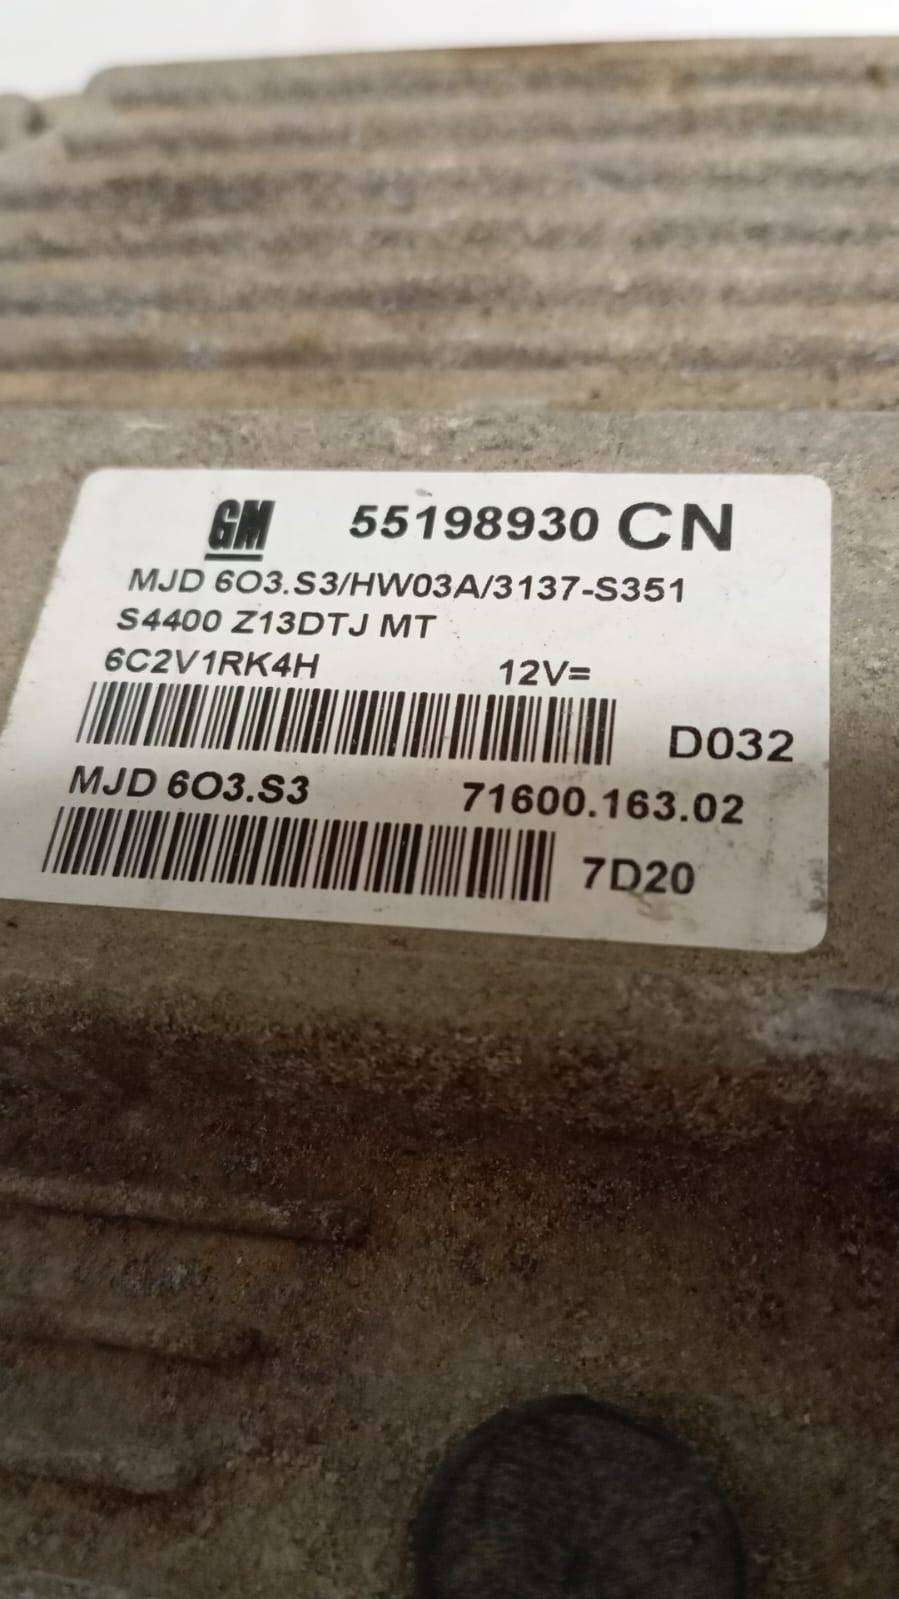 GM 55198930 CN
MJD 6O3.S3/HW03A/3137-S351
S4400 Z13DTJ MT
6C2V1RK4H 12V=
D032
MJD 6O3.S3 71600.163.02
7D20